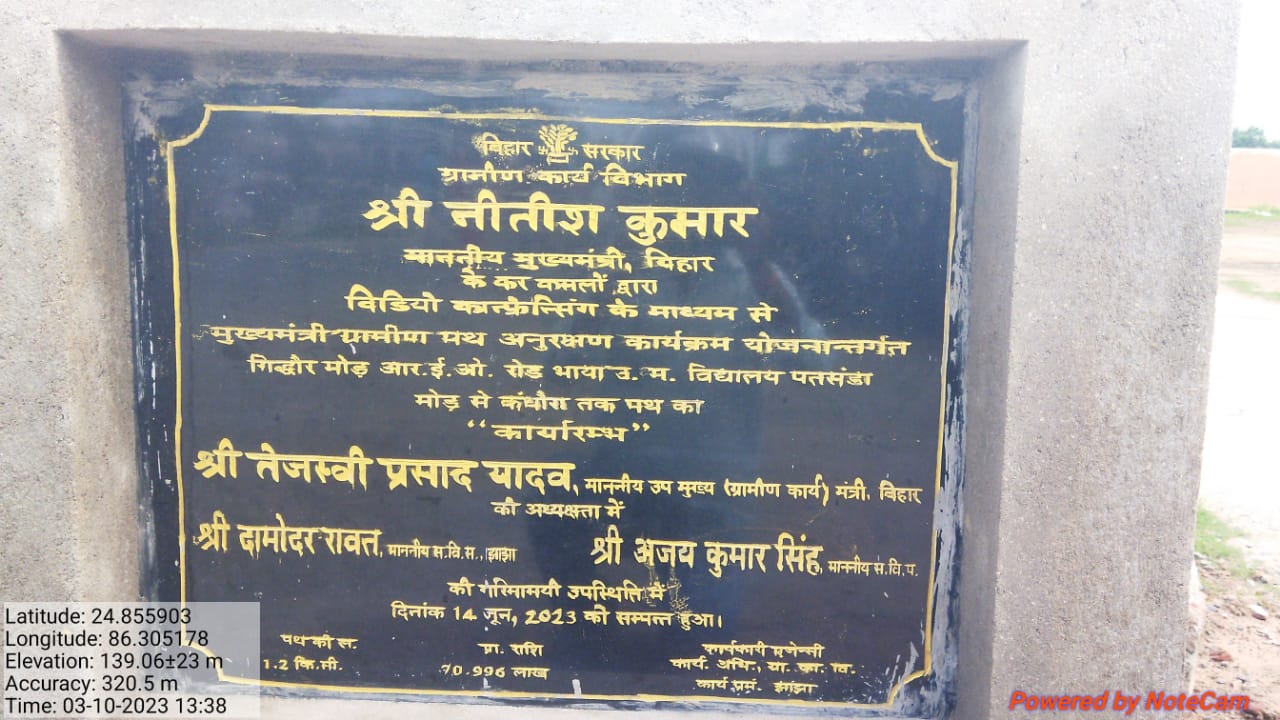 बिहार सरकार
ग्रामीण कार्य विभाग
श्री नीतीश कुमार
माननीय मुख्यमंत्री, बिहार
के कर कमलों द्वारा
विडियो कान्फ्रेन्सिंग के माध्यम से
मुख्यमंत्री ग्रामीण पथ अनुरक्षण कार्यक्रम योजनान्तर्गत
गिद्धौर मोड़ आर.ई.ओ. रोड भाया उ. म. विद्यालय पतसंडा
मोड़ से कंधौरा तक पथ का
“कार्यारम्भ”
श्री तेजस्वी प्रसाद यादव, माननीय उप मुख्य (ग्रामीण कार्य) मंत्री, बिहार
की अध्यक्षता में
श्री दामोदर रावत, माननीय स.वि.स., झाझा श्री अजय कुमार सिंह, माननीय स.वि.प.
की गरिमामयी उपस्थिति में
दिनांक 14 जून, 2023 को सम्पन्न हुआ।
पथ की ल. प्रा. राशि कार्यकारी एजेन्सी
1.2 कि.मी. 70.996 लाख कार्य. अभि., ग्रा. का. वि.
कार्य प्रमं. झाझा
Latitude: 24.855903
Longitude: 86.305178
Elevation: 139.06±23 m
Accuracy: 320.5 m
Time: 03-10-2023 13:38
Powered by NoteCam